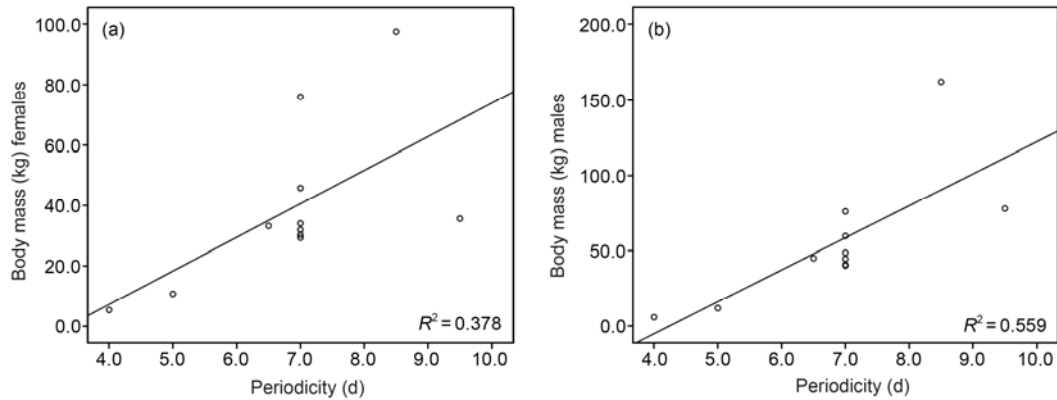 (a)
100.0
80.0
60.0
40.0
20.0
0.0
Body mass (kg) females
R² = 0.378
4.0 5.0 6.0 7.0 8.0 9.0 10.0
Periodicity (d)
(b)
200.0
150.0
100.0
50.0
0.0
Body mass (kg) males
R² = 0.559
4.0 5.0 6.0 7.0 8.0 9.0 10.0
Periodicity (d)